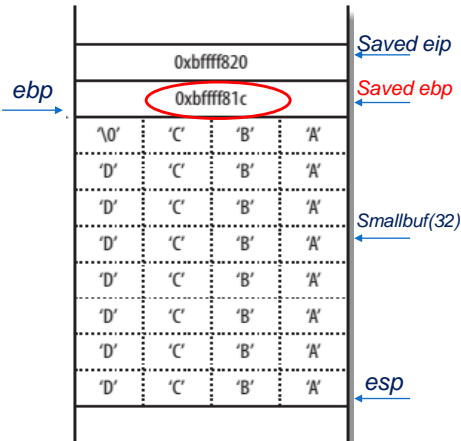 Saved eip
0xbffff820
ebp
0xbffff81c
Saved ebp
'\0' 'C' 'B' 'A'
'D' 'C' 'B' 'A'
'D' 'C' 'B' 'A'
'D' 'C' 'B' 'A'
Smallbuf(32)
'D' 'C' 'B' 'A'
'D' 'C' 'B' 'A'
'D' 'C' 'B' 'A'
'D' 'C' 'B' 'A'
esp